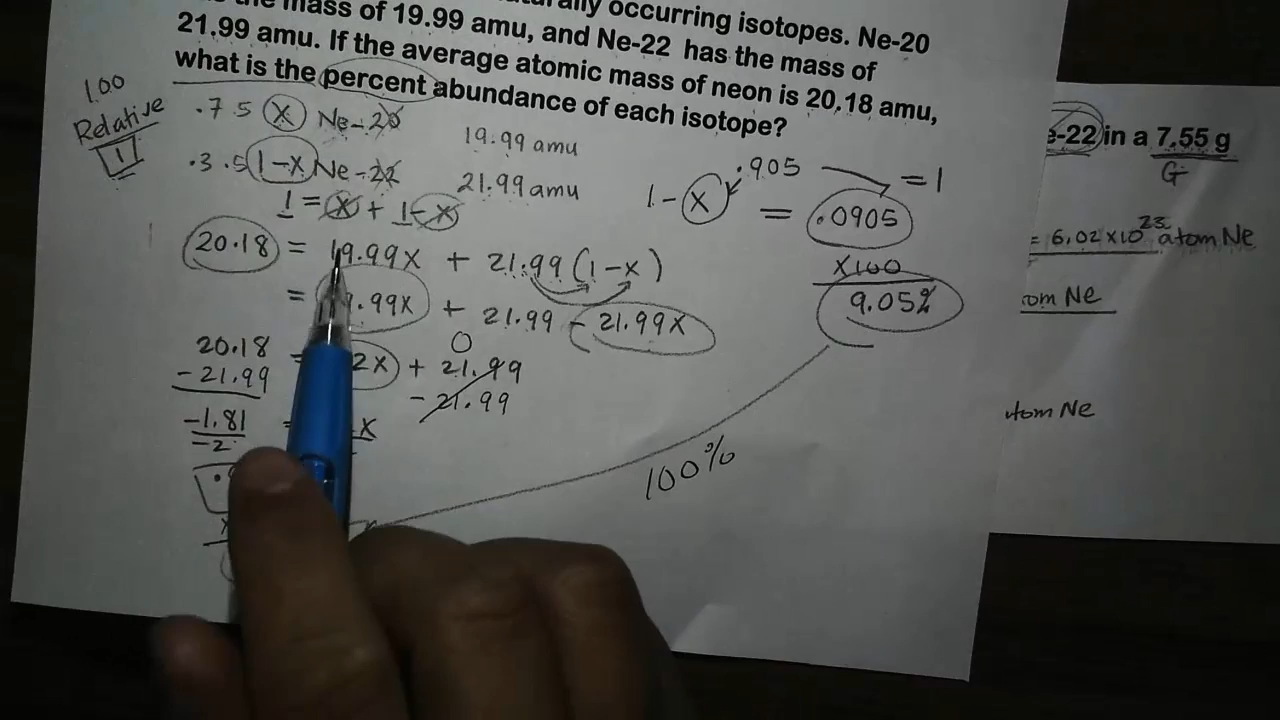 occurring isotopes. Ne-20
mass of 19.99 amu, and Ne-22 has the mass of
21.99 amu. If the average atomic mass of neon is 20.18 amu,
what is the percent abundance of each isotope?
100
Relative
1
.75 x Ne-20
19.99 amu
.3.5 1-x Ne-22
21.99 amu
1 = x + 1-x
20.18 = 19.99x + 21.99(1-x)
= .99x + 21.99 - 21.99x
0
20.18 = 2x + 21.99
- 21.99
- 21.99
-1.81 = x
-2
1 - x .905 = 1
= .0905
x100
9.05%
100%
e-22 in a 7.55 g
G
= 6.02x10^23 atom Ne
om Ne
atom Ne